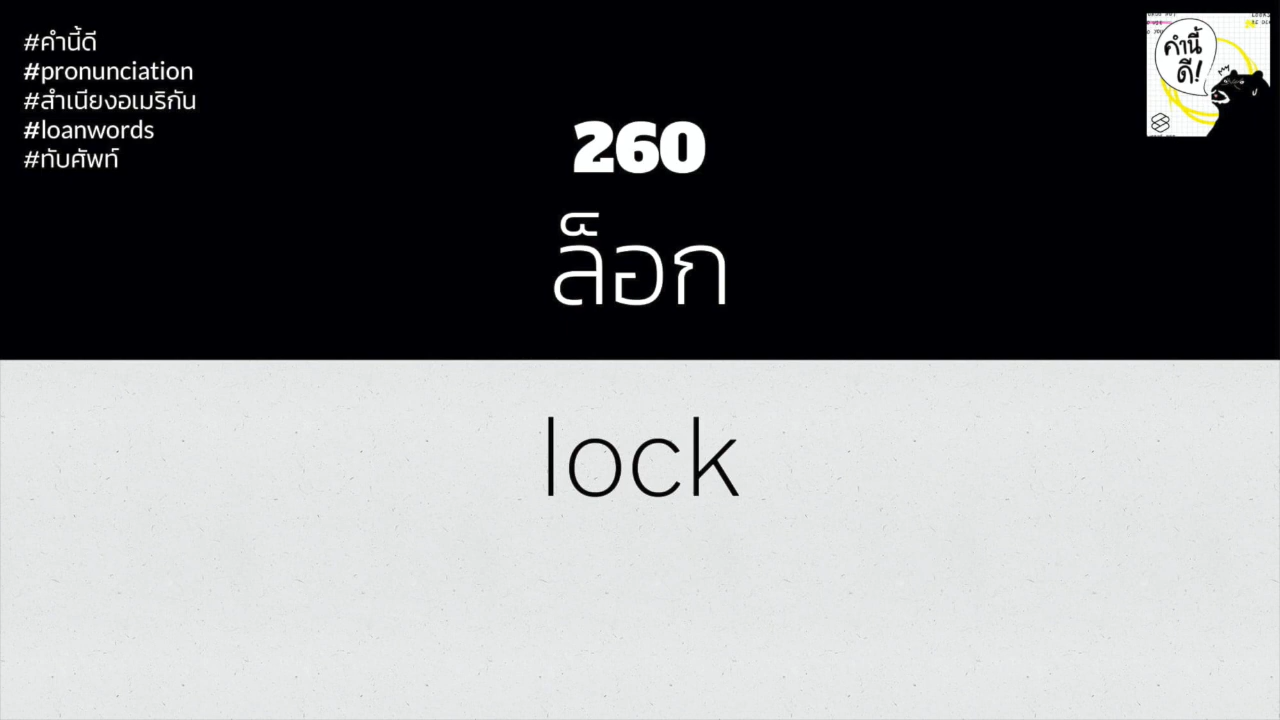 #คำนี้ดี
#pronunciation
#สำเนียงอเมริกัน
#loanwords
#ทับศัพท์
คำนี้
ดี!
260
ล็อก
lock